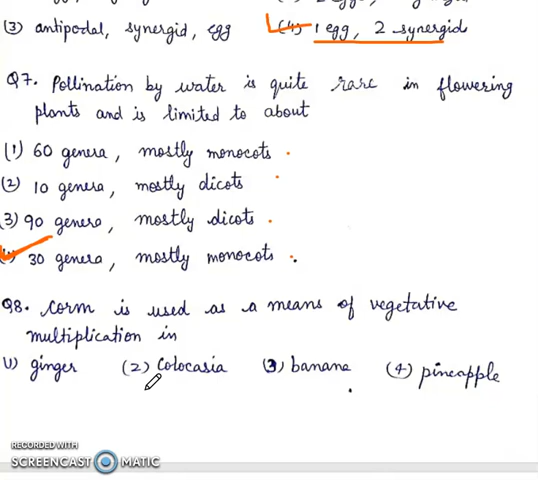 (3) antipodal, synergid, egg (4) 1 egg, 2 synergid
Q7. Pollination by water is quite rare in flowering
plants and is limited to about
(1) 60 genera, mostly monocots
(2) 10 genera, mostly dicots
3) 90 genera, mostly dicots
30 genera, mostly monocots
Q8. Corm is used as a means of vegetative
multiplication in
1) ginger (2) Colocasia (3) banana (4) pineapple
RECORDED WITH
SCREENCAST MATIC